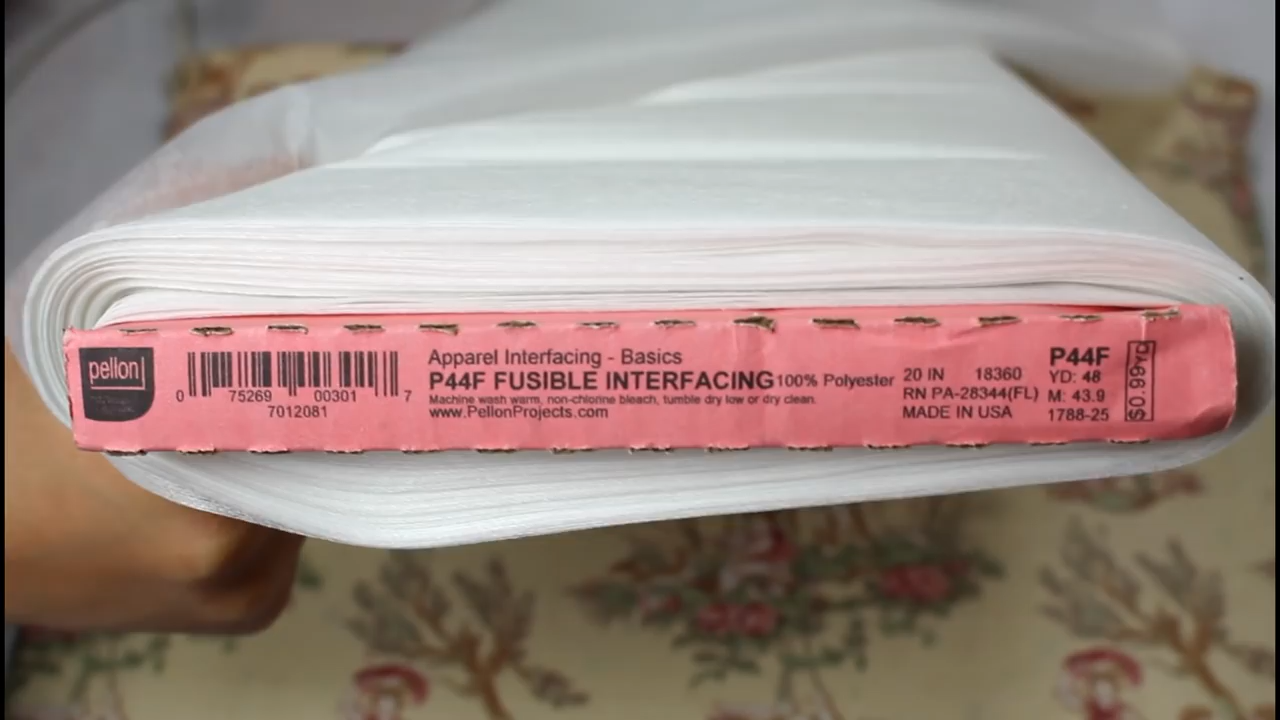 pellon
0 75269 00301 7
7012081
Apparel Interfacing - Basics
P44F FUSIBLE INTERFACING 100% Polyester
Machine wash warm, non-chlorine bleach, tumble dry low or dry clean.
www.PellonProjects.com
20 IN 18360
RN PA-28344(FL)
MADE IN USA
P44F
YD: 48
M: 43.9
1788-25
$0.99YD